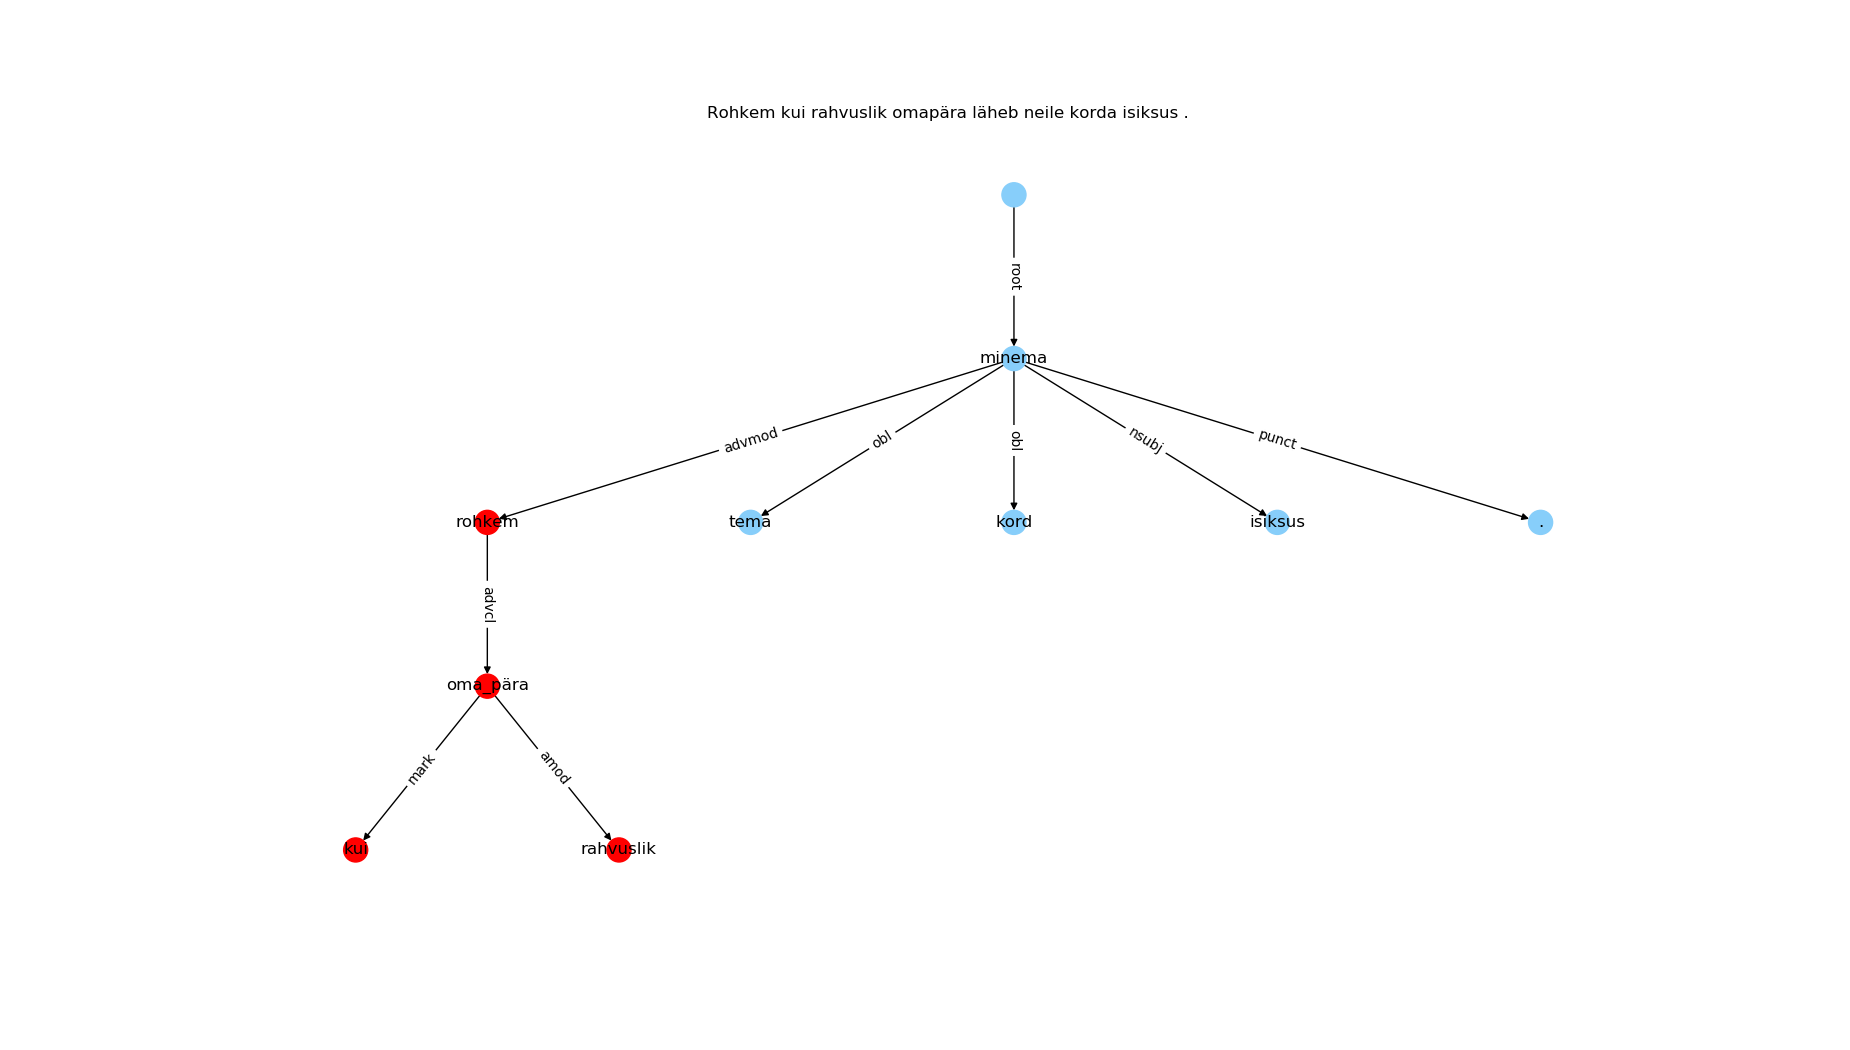 Rohkem kui rahvuslik omapära läheb neile korda isiksus .
root
minema
advmod
obl
obl
nsubj
punct
rohkem
tema
kord
isiksus
.
advcl
oma_pära
mark
amod
kui
rahvuslik